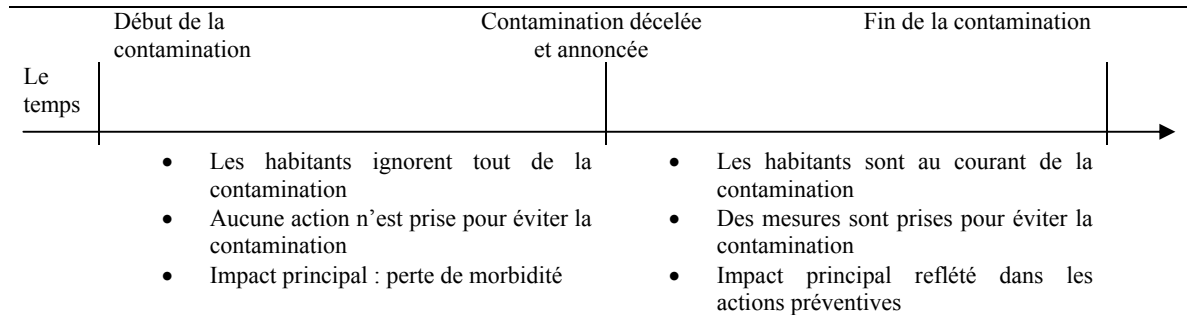 Début de la
contamination
Contamination décelée
et annoncée
Fin de la contamination
Le
temps
• Les habitants ignorent tout de la
contamination
• Aucune action n’est prise pour éviter la
contamination
• Impact principal : perte de morbidité
• Les habitants sont au courant de la
contamination
• Des mesures sont prises pour éviter la
contamination
• Impact principal reflété dans les
actions préventives